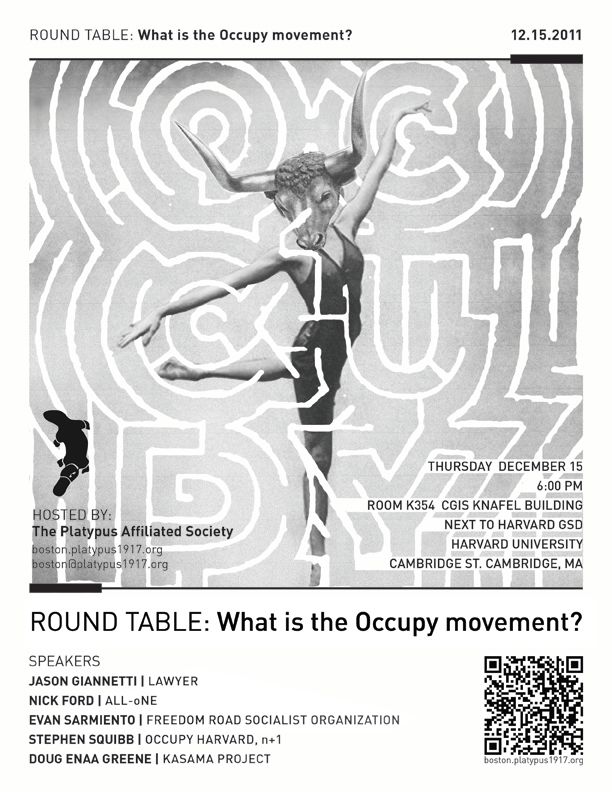 ROUND TABLE: What is the Occupy movement?
12.15.2011
OCCUPY
THURSDAY DECEMBER 15
6:00 PM
ROOM K354 CGIS KNAFEL BUILDING
NEXT TO HARVARD GSD
HARVARD UNIVERSITY
CAMBRIDGE ST. CAMBRIDGE, MA
HOSTED BY:
The Platypus Affiliated Society
boston.platypus1917.org
boston@platypus1917.org
ROUND TABLE: What is the Occupy movement?
SPEAKERS
JASON GIANNETTI | LAWYER
NICK FORD | ALL-oNE
EVAN SARMIENTO | FREEDOM ROAD SOCIALIST ORGANIZATION
STEPHEN SQUIBB | OCCUPY HARVARD, n+1
DOUG ENAA GREENE | KASAMA PROJECT
boston.platypus1917.org